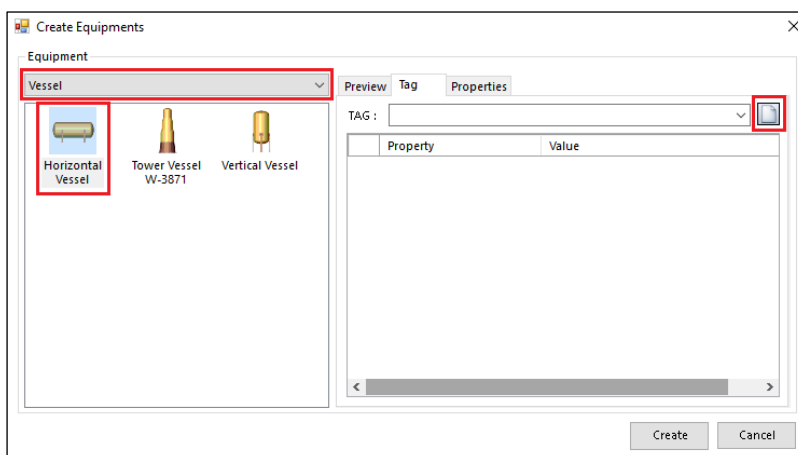 Create Equipments
Equipment
Vessel
Horizontal
Vessel
Tower Vessel
W-3871
Vertical Vessel
Preview Tag Properties
TAG :
Property Value
Create Cancel